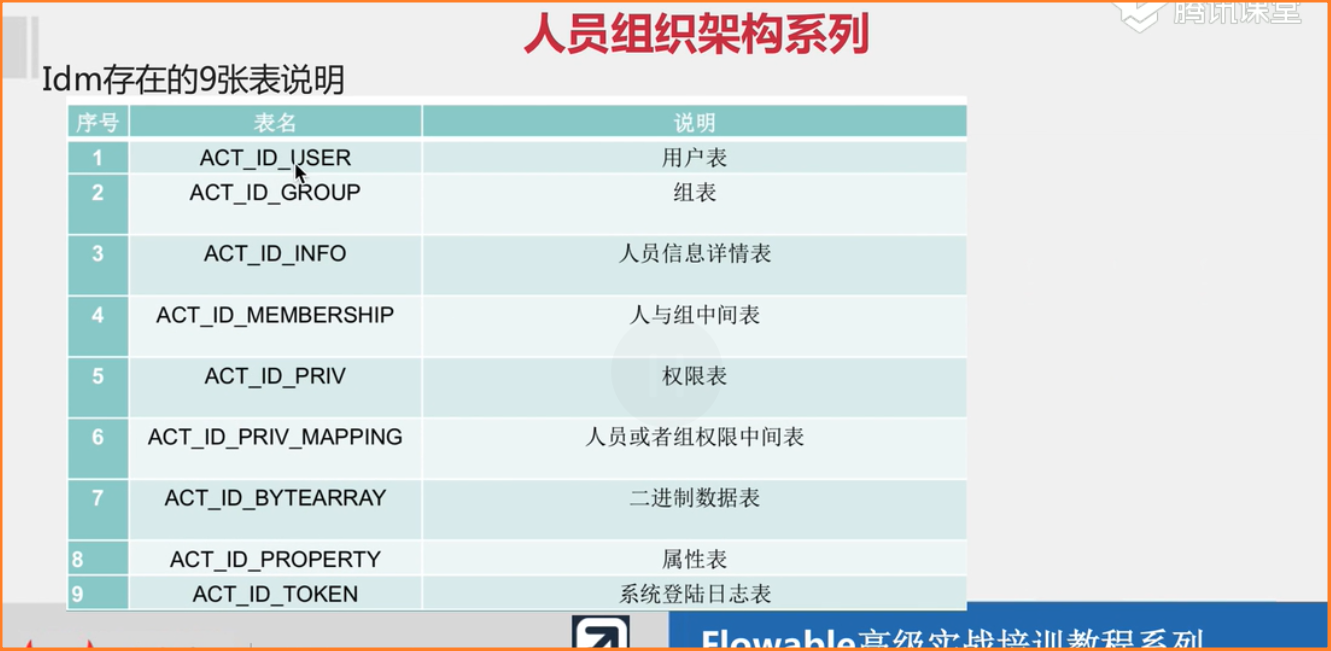 腾讯课堂
人员组织架构系列
Idm存在的9张表说明
序号 表名 说明
1 ACT_ID_USER 用户表
2 ACT_ID_GROUP 组表
3 ACT_ID_INFO 人员信息详情表
4 ACT_ID_MEMBERSHIP 人与组中间表
5 ACT_ID_PRIV 权限表
6 ACT_ID_PRIV_MAPPING 人员或者组权限中间表
7 ACT_ID_BYTEARRAY 二进制数据表
8 ACT_ID_PROPERTY 属性表
9 ACT_ID_TOKEN 系统登陆日志表
Flowable高级实战培训教程系列